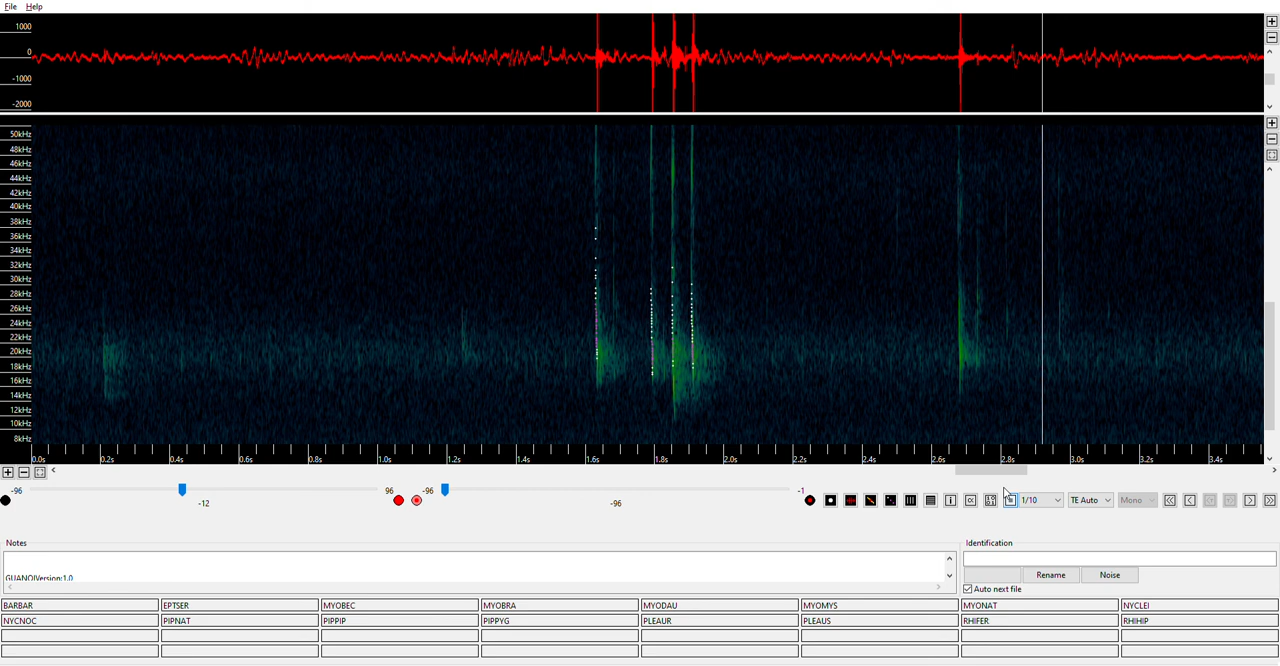 File Help
1000
0
-1000
-2000
50kHz
48kHz
46kHz
44kHz
42kHz
40kHz
38kHz
36kHz
34kHz
32kHz
30kHz
28kHz
26kHz
24kHz
22kHz
20kHz
18kHz
16kHz
14kHz
12kHz
10kHz
8kHz
0.0s 0.2s 0.4s 0.6s 0.8s 1.0s 1.2s 1.4s 1.6s 1.8s 2.0s 2.2s 2.4s 2.6s 2.8s 3.0s 3.2s 3.4s
-96 96 -96 -1
-12 -96
1/10 TE Auto Mono
Notes Identification
GUANO|Version:1.0
Rename Noise
Auto next file
BARBAR EPTSER MYOBEC MYOBRA MYODAU MYOMYS MYONAT NYCLEI
NYCNOC PIPNAT PIPPIP PIPPYG PLEAUR PLEAUS RHIFER RHIHIP